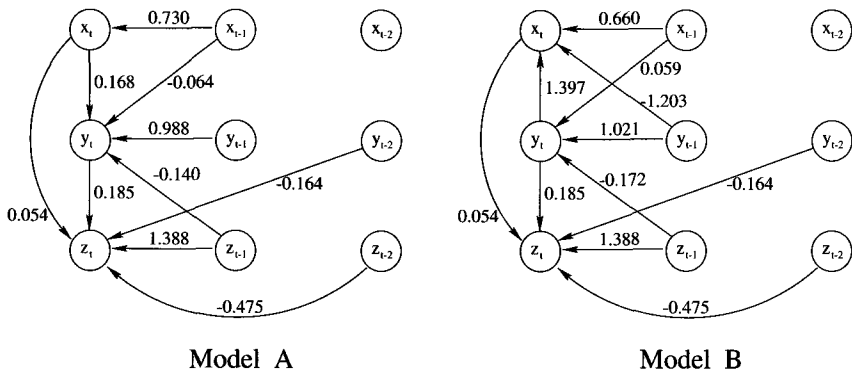 0.730
0.660
x_t x_{t-1} x_{t-2} x_t x_{t-1} x_{t-2}
0.168 -0.064 0.059
1.397 -1.203
0.988 1.021
y_t y_{t-1} y_{t-2} y_t y_{t-1} y_{t-2}
-0.140 -0.172
0.185 -0.164 0.185 -0.164
0.054 0.054
1.388 1.388
z_t z_{t-1} z_{t-2} z_t z_{t-1} z_{t-2}
-0.475 -0.475
Model A Model B